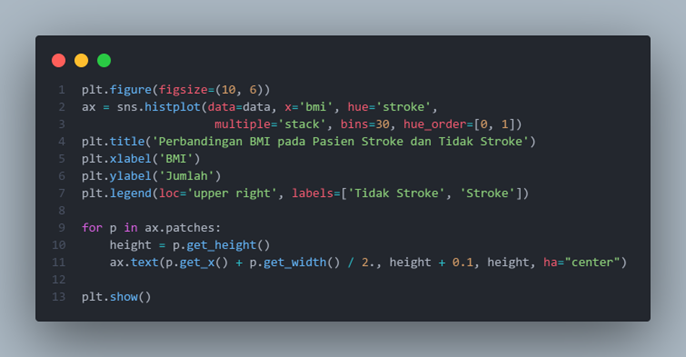 1 plt.figure(figsize=(10, 6))
2 ax = sns.histplot(data=data, x='bmi', hue='stroke',
3 multiple='stack', bins=30, hue_order=[0, 1])
4 plt.title('Perbandingan BMI pada Pasien Stroke dan Tidak Stroke')
5 plt.xlabel('BMI')
6 plt.ylabel('Jumlah')
7 plt.legend(loc='upper right', labels=['Tidak Stroke', 'Stroke'])
8
9 for p in ax.patches:
10 height = p.get_height()
11 ax.text(p.get_x() + p.get_width() / 2., height + 0.1, height, ha="center")
12
13 plt.show()